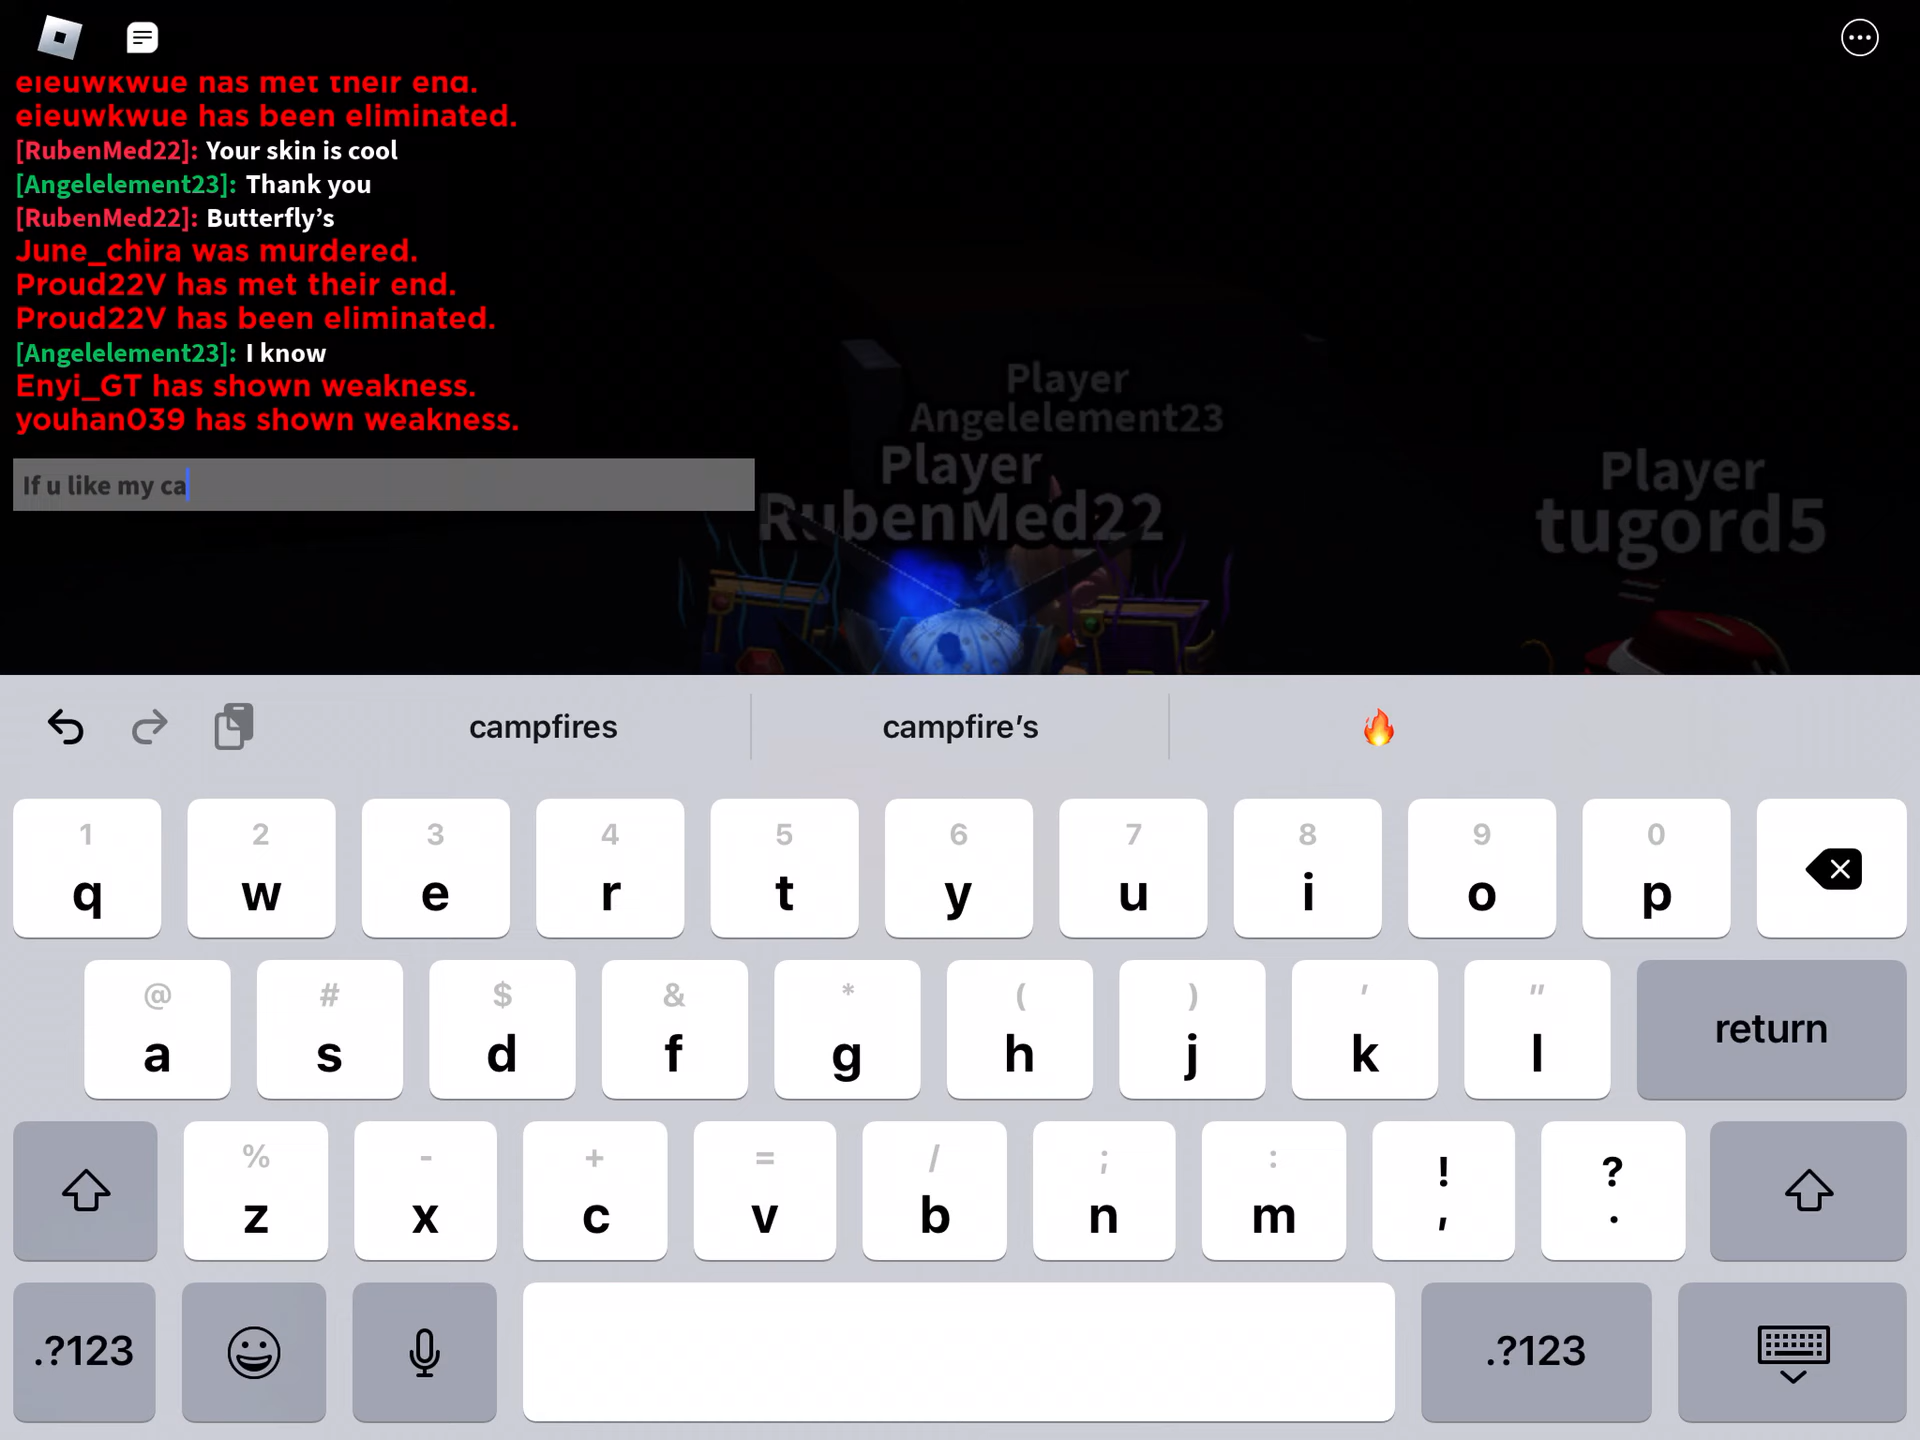 eieuwkwue has met their end.
eieuwkwue has been eliminated.
[RubenMed22]: Your skin is cool
[Angelelement23]: Thank you
[RubenMed22]: Butterfly’s
June_chira was murdered.
Proud22V has met their end.
Proud22V has been eliminated.
[Angelelement23]: I know
Enyi_GT has shown weakness.
youhan039 has shown weakness.
If u like my ca
Player
Angelelement23
Player
RubenMed22
Player
tugord5
campfires campfire’s 🔥
1 2 3 4 5 6 7 8 9 0
q w e r t y u i o p
@ # $ & * ( ) ' "
a s d f g h j k l return
% - + = / ; : ! ?
z x c v b n m , .
.?123 .?123